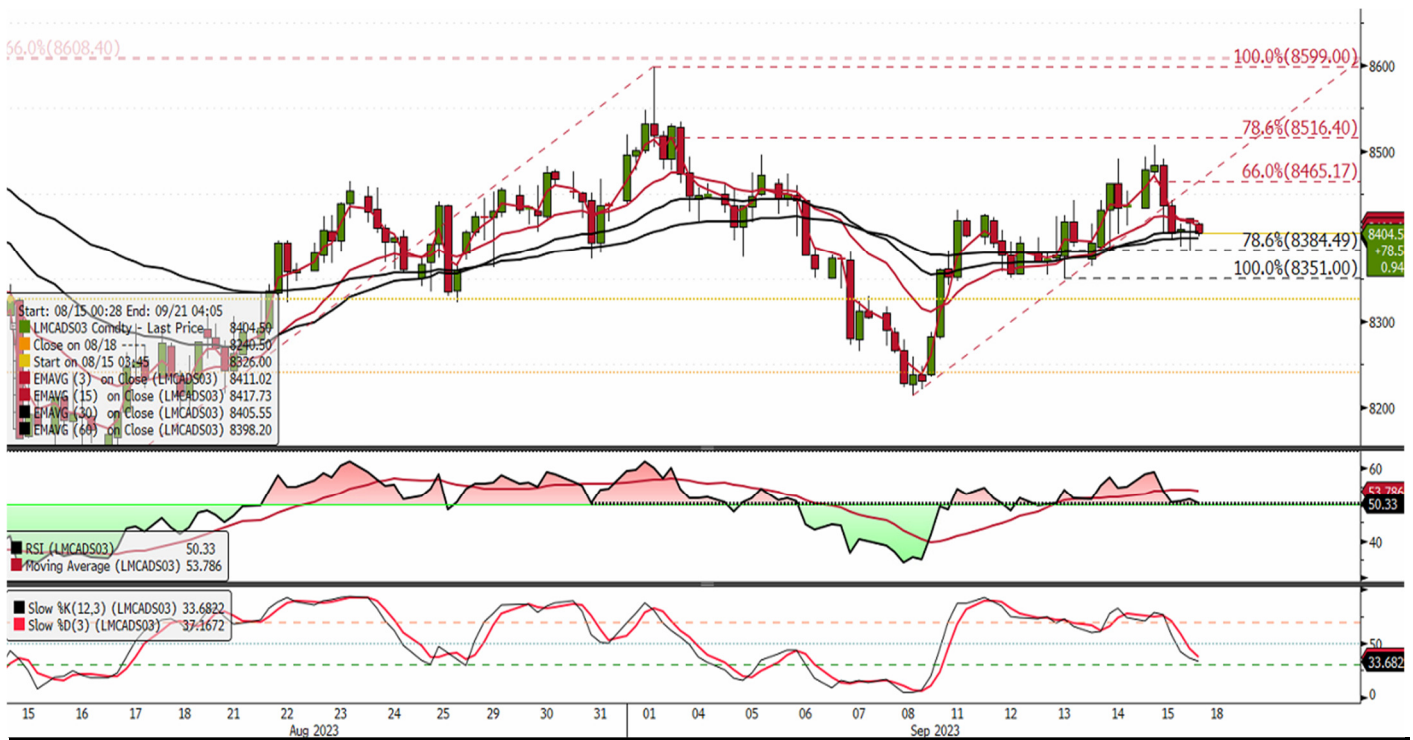 66.0%(8608.40)
100.0%(8599.00)
8600
78.6%(8516.40)
8500
66.0%(8465.17)
8404.5
+78.5
0.94
78.6%(8384.49)
100.0%(8351.00)
8300
8200
Start: 08/15 00:28 End: 09/21 04:05
LMCADS03 Comdty - Last Price 8404.50
Close on 08/18 8240.50
Start on 08/15 03:45 8326.00
EMAVG (3) on Close (LMCADS03) 8411.02
EMAVG (15) on Close (LMCADS03) 8417.73
EMAVG (30) on Close (LMCADS03) 8405.55
EMAVG (60) on Close (LMCADS03) 8398.20
60
53.786
50.33
40
RSI (LMCADS03) 50.33
Moving Average (LMCADS03) 53.786
Slow %K(12,3) (LMCADS03) 33.6822
Slow %D(3) (LMCADS03) 37.1672
50
33.682
0
15 16 17 18 21 22 23 24 25 29 30 31 01 04 05 06 07 08 11 12 13 14 15 18
Aug 2023 Sep 2023